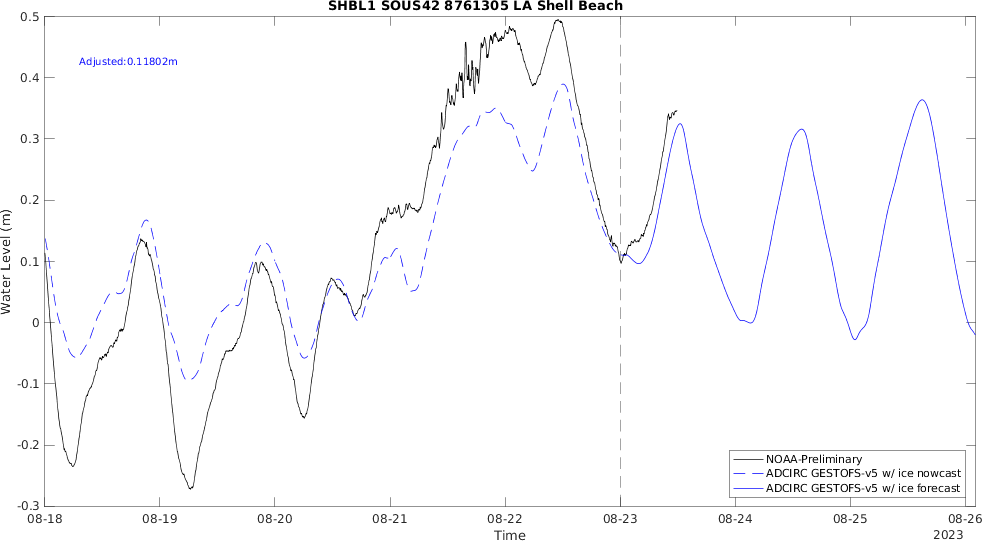 SHBL1 SOUS42 8761305 LA Shell Beach
Adjusted:0.11802m
Water Level (m)
0.5
0.4
0.3
0.2
0.1
0
-0.1
-0.2
-0.3
NOAA-Preliminary
ADCIRC GESTOFS-v5 w/ ice nowcast
ADCIRC GESTOFS-v5 w/ ice forecast
08-18 08-19 08-20 08-21 08-22 08-23 08-24 08-25 08-26
Time
2023